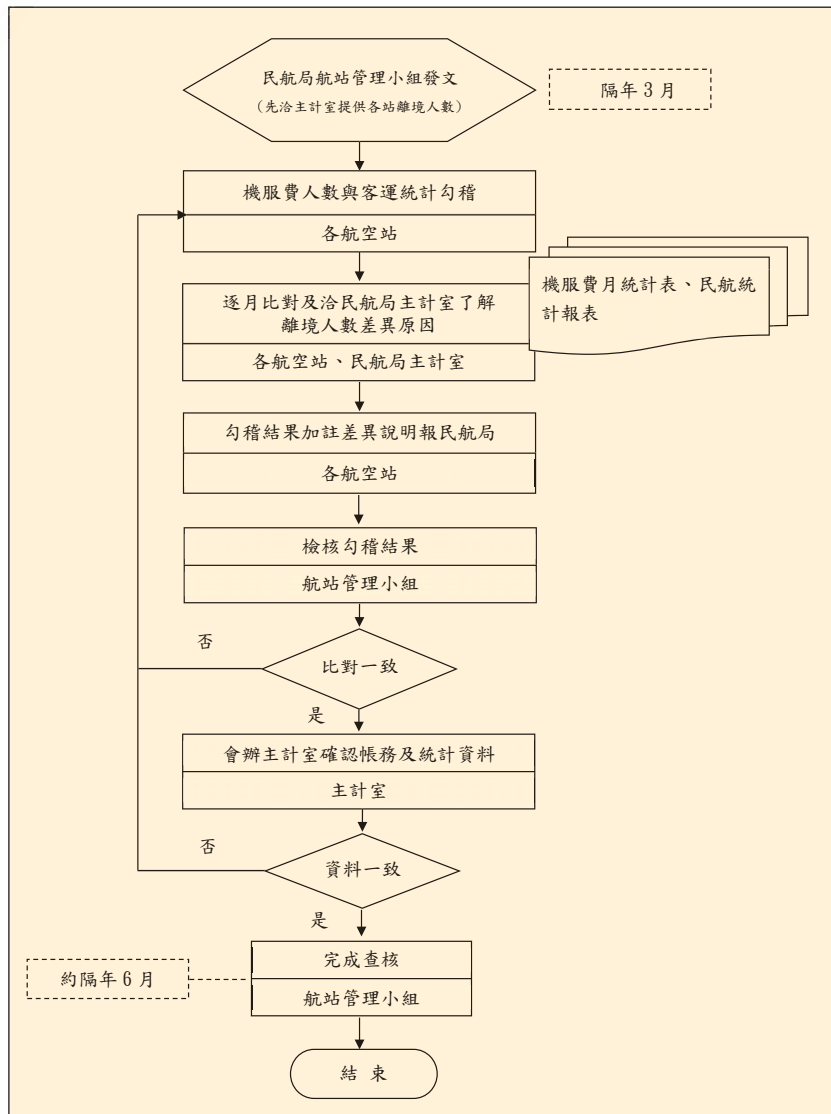 民航局航站管理小組發文
（先洽主計室提供各站離境人數）
隔年 3 月
機服費人數與客運統計勾稽
各航空站
機服費月統計表、民航統
計報表
逐月比對及洽民航局主計室了解
離境人數差異原因
各航空站、民航局主計室
勾稽結果加註差異說明報民航局
各航空站
檢核勾稽結果
航站管理小組
否
比對一致
是
會辦主計室確認帳務及統計資料
主計室
否
資料一致
是
完成查核
約隔年 6 月
航站管理小組
結 束